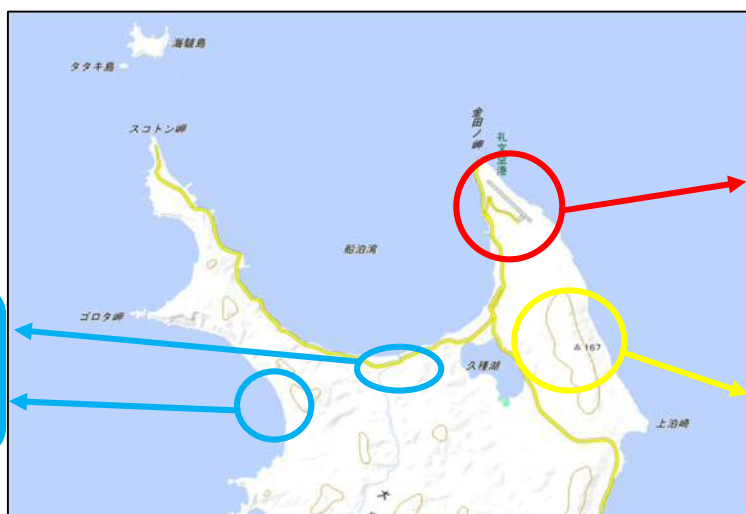 海驢島
タタキ島
スコトン岬
金田ノ岬
礼文空港
船泊湾
ゴロタ岬
久種湖
167
上泊崎